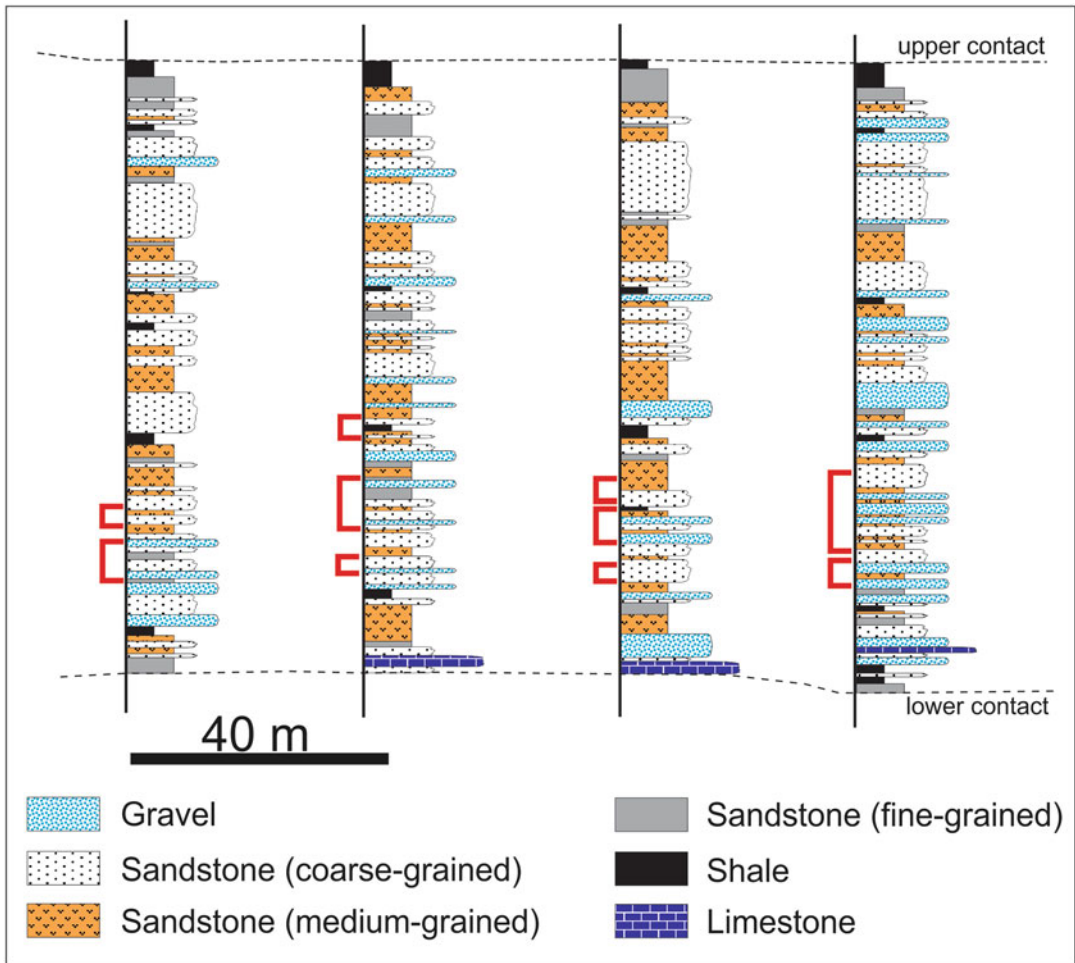 upper contact
lower contact
40 m
Gravel
Sandstone (coarse-grained)
Sandstone (medium-grained)
Sandstone (fine-grained)
Shale
Limestone